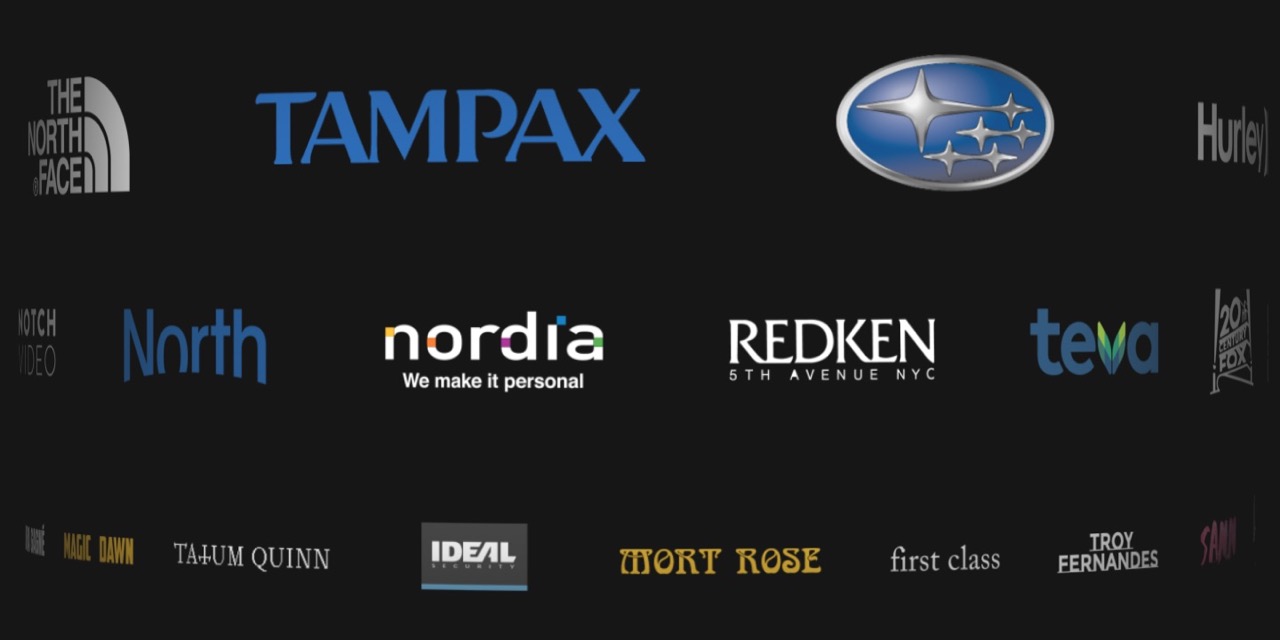 THE
NORTH
FACE
®
TAMPAX
Hurley
NOTCH
VIDEO
North
nordia
We make it personal
REDKEN
5TH AVENUE NYC
teva
20th
CENTURY
FOX
MAGIC DAWN
TATUM QUINN
IDEAL
SECURITY
MORT ROSE
first class
TROY
FERNANDES